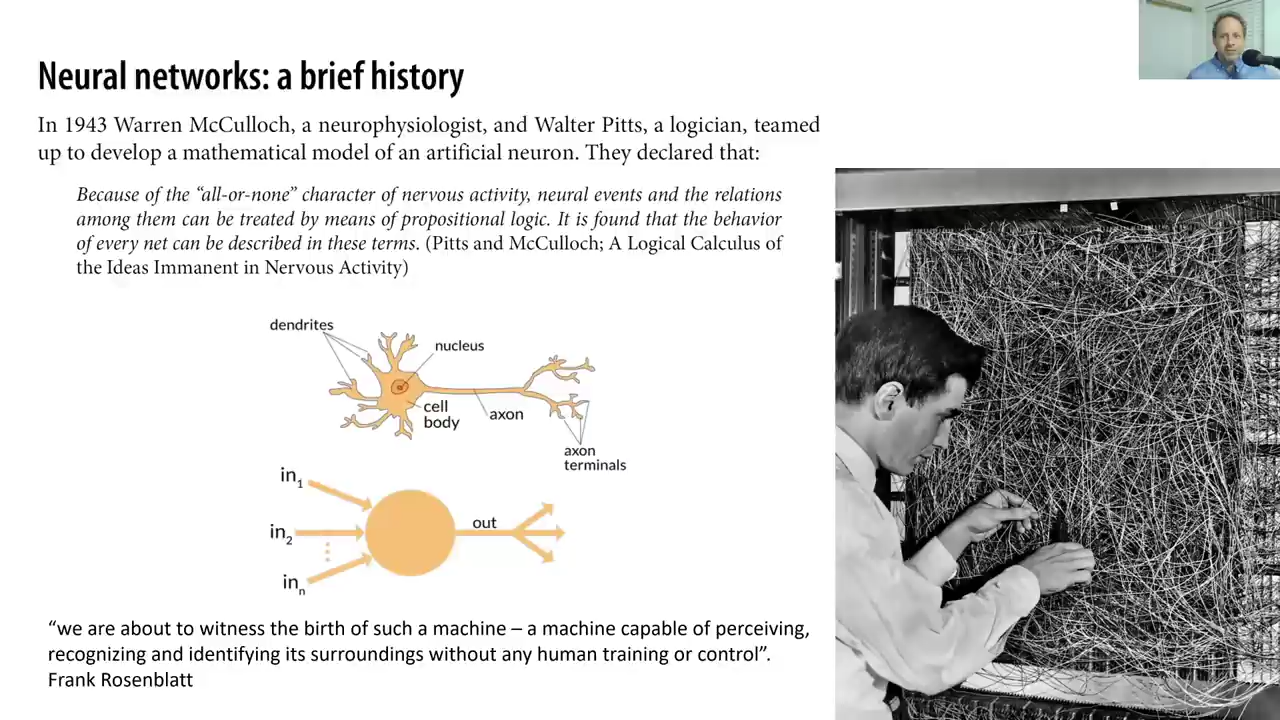 Neural networks: a brief history
In 1943 Warren McCulloch, a neurophysiologist, and Walter Pitts, a logician, teamed
up to develop a mathematical model of an artificial neuron. They declared that:
Because of the “all-or-none” character of nervous activity, neural events and the relations
among them can be treated by means of propositional logic. It is found that the behavior
of every net can be described in these terms. (Pitts and McCulloch; A Logical Calculus of
the Ideas Immanent in Nervous Activity)
dendrites
nucleus
cell
body
axon
axon
terminals
in1
in2
inn
out
“we are about to witness the birth of such a machine – a machine capable of perceiving,
recognizing and identifying its surroundings without any human training or control”.
Frank Rosenblatt